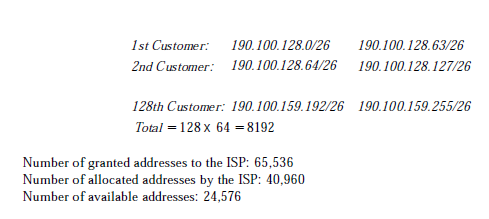 1st Customer: 190.100.128.0/26 190.100.128.63/26
2nd Customer: 190.100.128.64/26 190.100.128.127/26
128th Customer: 190.100.159.192/26 190.100.159.255/26
Total = 128 x 64 = 8192
Number of granted addresses to the ISP: 65,536
Number of allocated addresses by the ISP: 40,960
Number of available addresses: 24,576